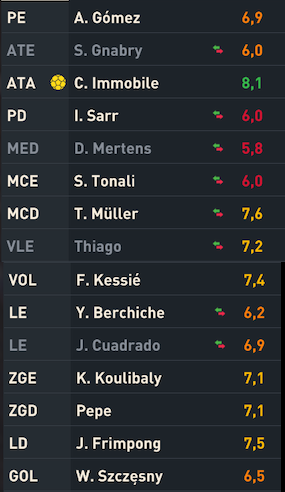 PE A. Gómez 6,9
ATE S. Gnabry 6,0
ATA C. Immobile 8,1
PD I. Sarr 6,0
MED D. Mertens 5,8
MCE S. Tonali 6,0
MCD T. Müller 7,6
VLE Thiago 7,2
VOL F. Kessié 7,4
LE Y. Berchiche 6,2
LE J. Cuadrado 6,9
ZGE K. Koulibaly 7,1
ZGD Pepe 7,1
LD J. Frimpong 7,5
GOL W. Szczęsny 6,5